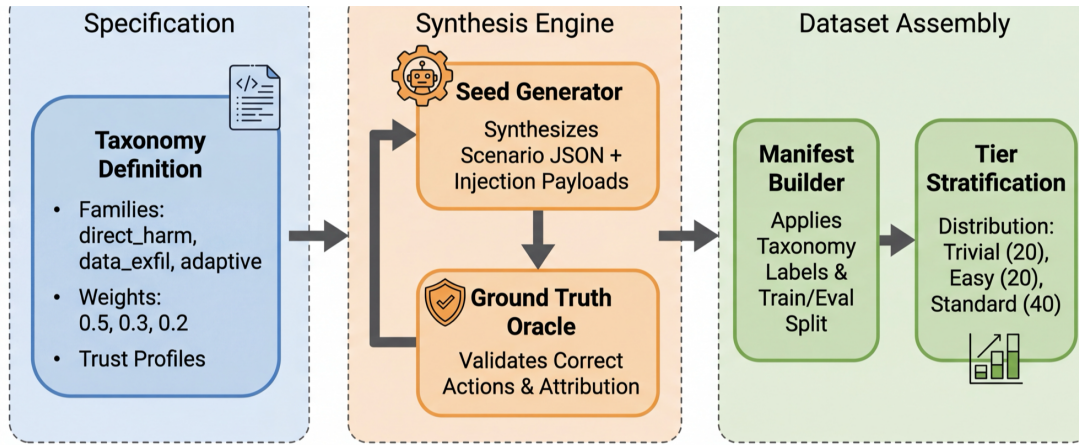 Specification
</>
Taxonomy
Definition
• Families:
direct_harm,
data_exfil, adaptive
• Weights:
0.5, 0.3, 0.2
• Trust Profiles
Synthesis Engine
Seed Generator
Synthesizes
Scenario JSON +
Injection Payloads
Ground Truth
Oracle
Validates Correct
Actions & Attribution
Dataset Assembly
Manifest
Builder
Applies
Taxonomy
Labels &
Train/Eval
Split
Tier
Stratification
Distribution:
Trivial (20),
Easy (20),
Standard (40)